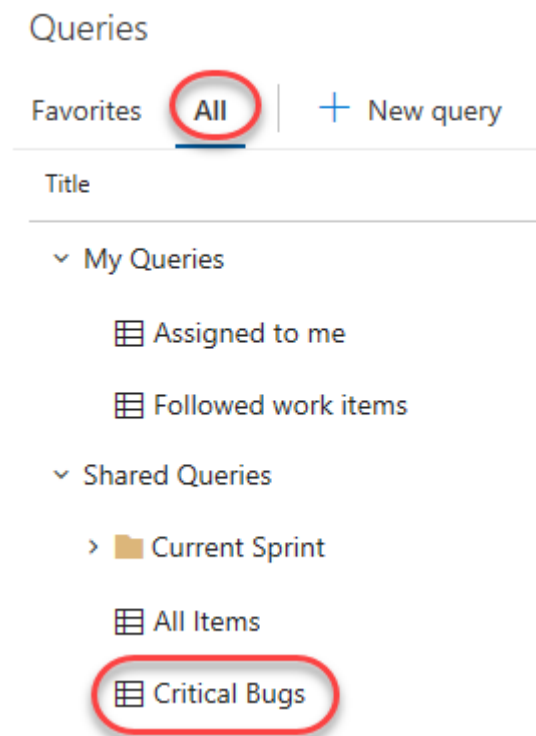 Queries
Favorites All + New query
Title
My Queries
Assigned to me
Followed work items
Shared Queries
Current Sprint
All Items
Critical Bugs